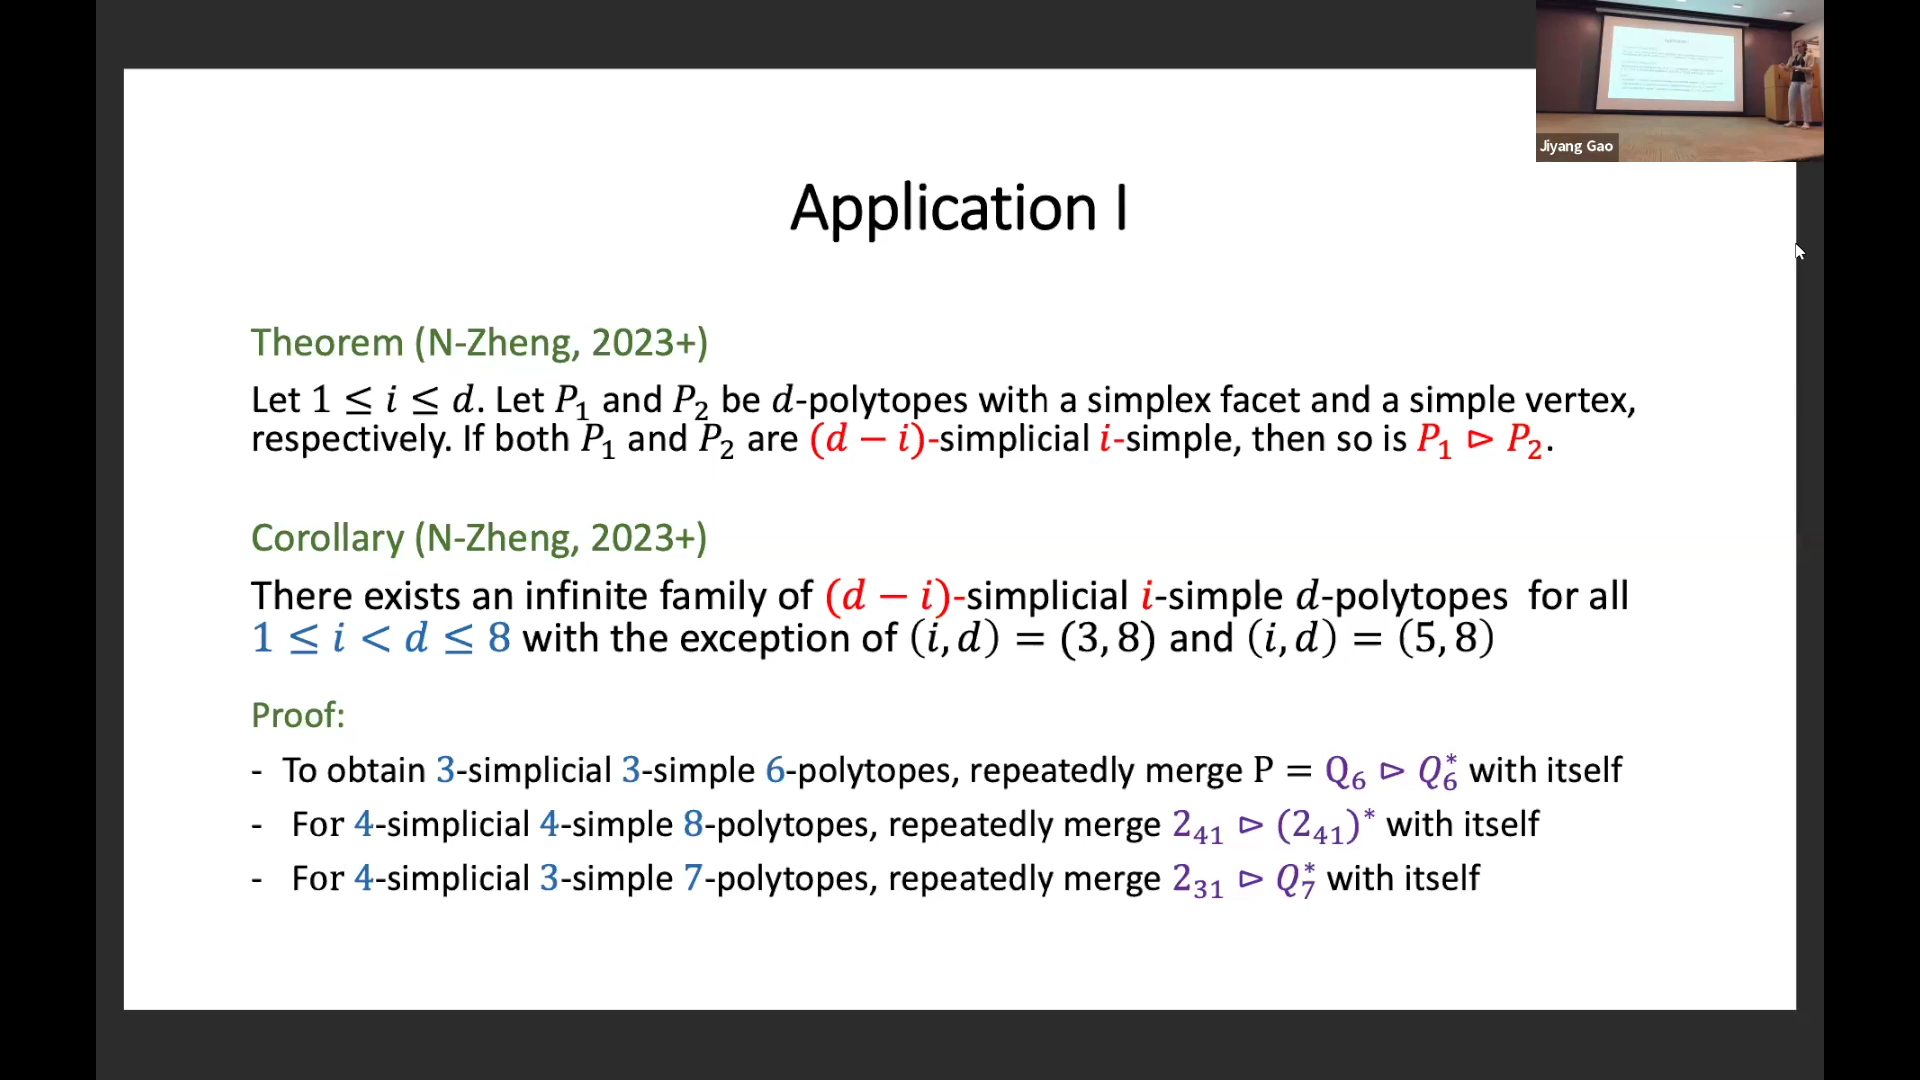 Jiyang Gao
Application I
Theorem (N-Zheng, 2023+)
Let 1 ≤ i ≤ d. Let P₁ and P₂ be d-polytopes with a simplex facet and a simple vertex,
respectively. If both P₁ and P₂ are (d − i)-simplicial i-simple, then so is P₁ ⊳ P₂.
Corollary (N-Zheng, 2023+)
There exists an infinite family of (d − i)-simplicial i-simple d-polytopes for all
1 ≤ i < d ≤ 8 with the exception of (i, d) = (3, 8) and (i, d) = (5, 8)
Proof:
- To obtain 3-simplicial 3-simple 6-polytopes, repeatedly merge P = Q₆ ⊳ Q₆* with itself
- For 4-simplicial 4-simple 8-polytopes, repeatedly merge 2₄₁ ⊳ (2₄₁)* with itself
- For 4-simplicial 3-simple 7-polytopes, repeatedly merge 2₃₁ ⊳ Q₇* with itself